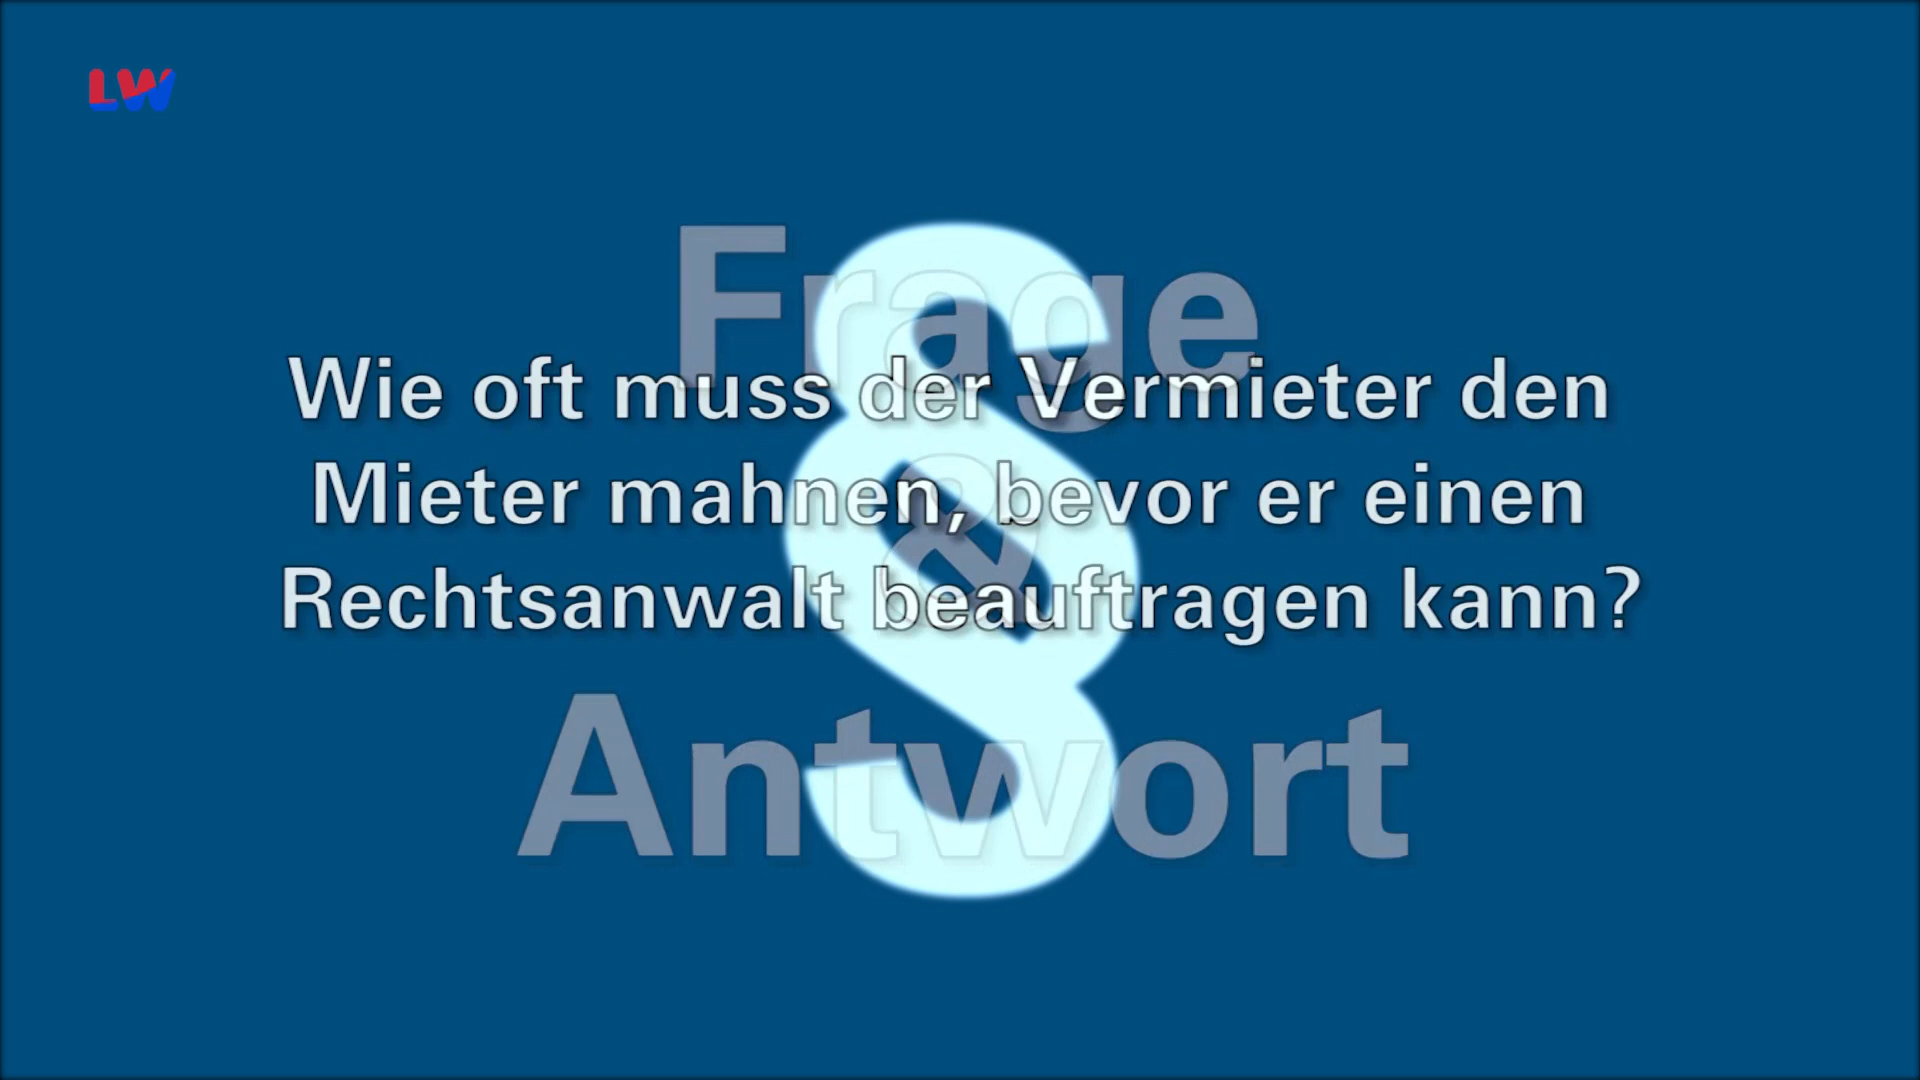 LW
Frage
Wie oft muss der Vermieter den
Mieter mahnen, bevor er einen
&
Rechtsanwalt beauftragen kann?
Antwort
§